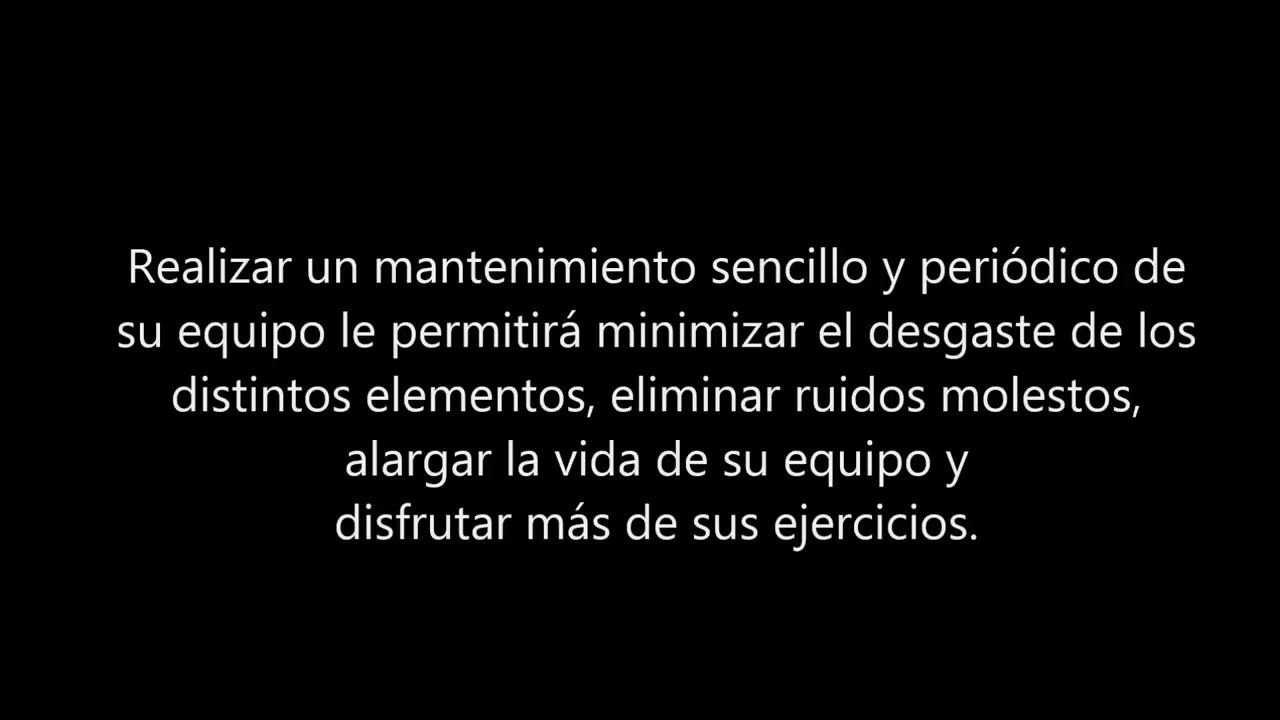 Realizar un mantenimiento sencillo y periódico de
su equipo le permitirá minimizar el desgaste de los
distintos elementos, eliminar ruidos molestos,
alargar la vida de su equipo y
disfrutar más de sus ejercicios.